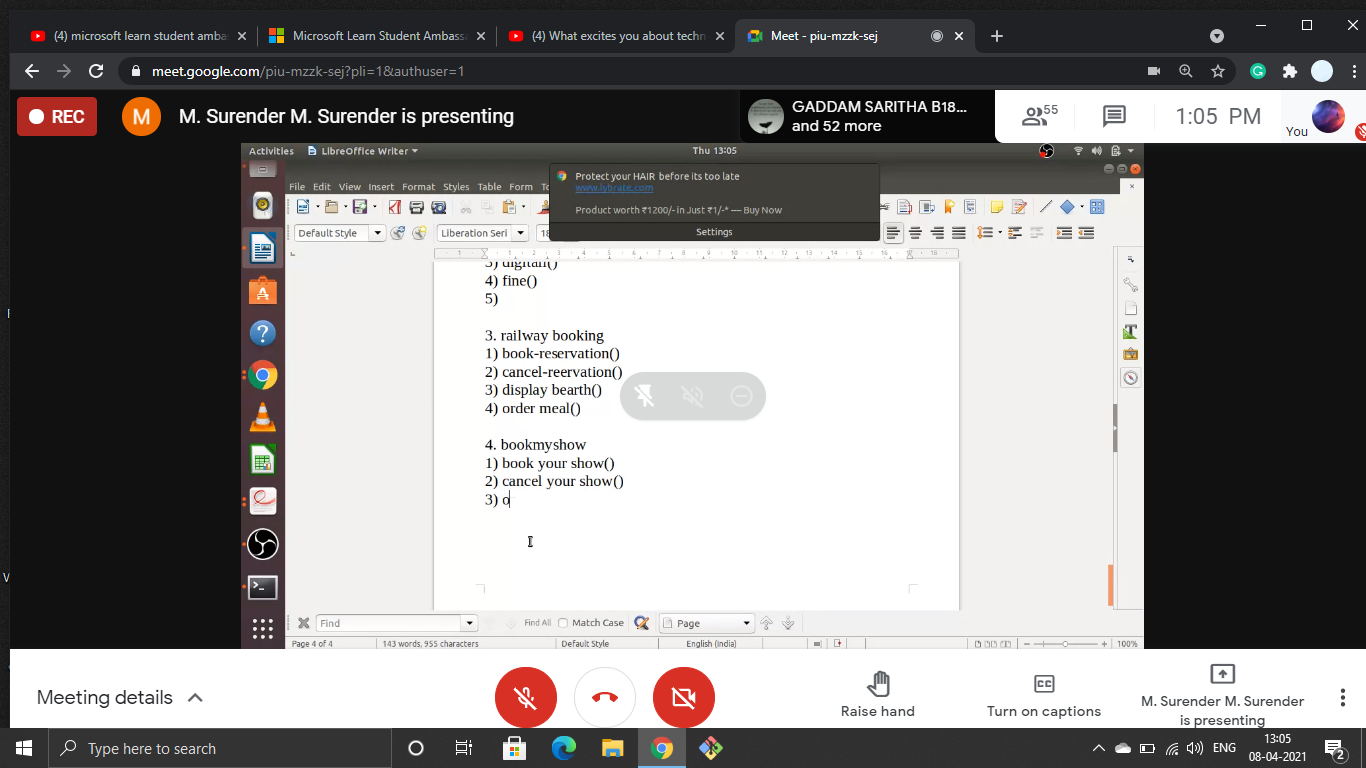 (4) microsoft learn student amba
Microsoft Learn Student Ambass
(4) What excites you about techn
Meet - piu-mzzk-sej
meet.google.com/piu-mzzk-sej?pli=1&authuser=1
REC
M
M. Surender M. Surender is presenting
GADDAM SARITHA B18...
and 52 more
55
1:05 PM
You
Activities
LibreOffice Writer
Thu 13:05
Protect your HAIR before its too late
www.lybrate.com
Product worth ₹1200/- in Just ₹1/-* — Buy Now
Settings
File Edit View Insert Format Styles Table Form To
Default Style
Liberation Seri
18
4) fine()
5)
3. railway booking
1) book-reservation()
2) cancel-reervation()
3) display bearth()
4) order meal()
4. bookmyshow
1) book your show()
2) cancel your show()
3) o
Find
Find All
Match Case
Page
Page 4 of 4
143 words, 955 characters
Default Style
English (India)
100%
Meeting details
Raise hand
Turn on captions
M. Surender M. Surender
is presenting
Type here to search
ENG
13:05
08-04-2021
2